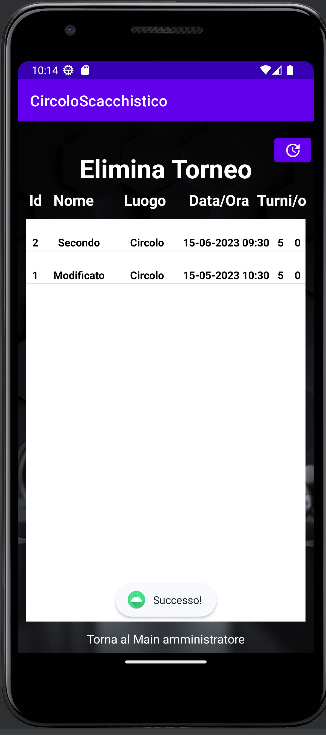 10:14
CircoloScacchistico
Elimina Torneo
Id Nome Luogo Data/Ora Turni/o
2 Secondo Circolo 15-06-2023 09:30 5 0
1 Modificato Circolo 15-05-2023 10:30 5 0
Successo!
Torna al Main amministratore